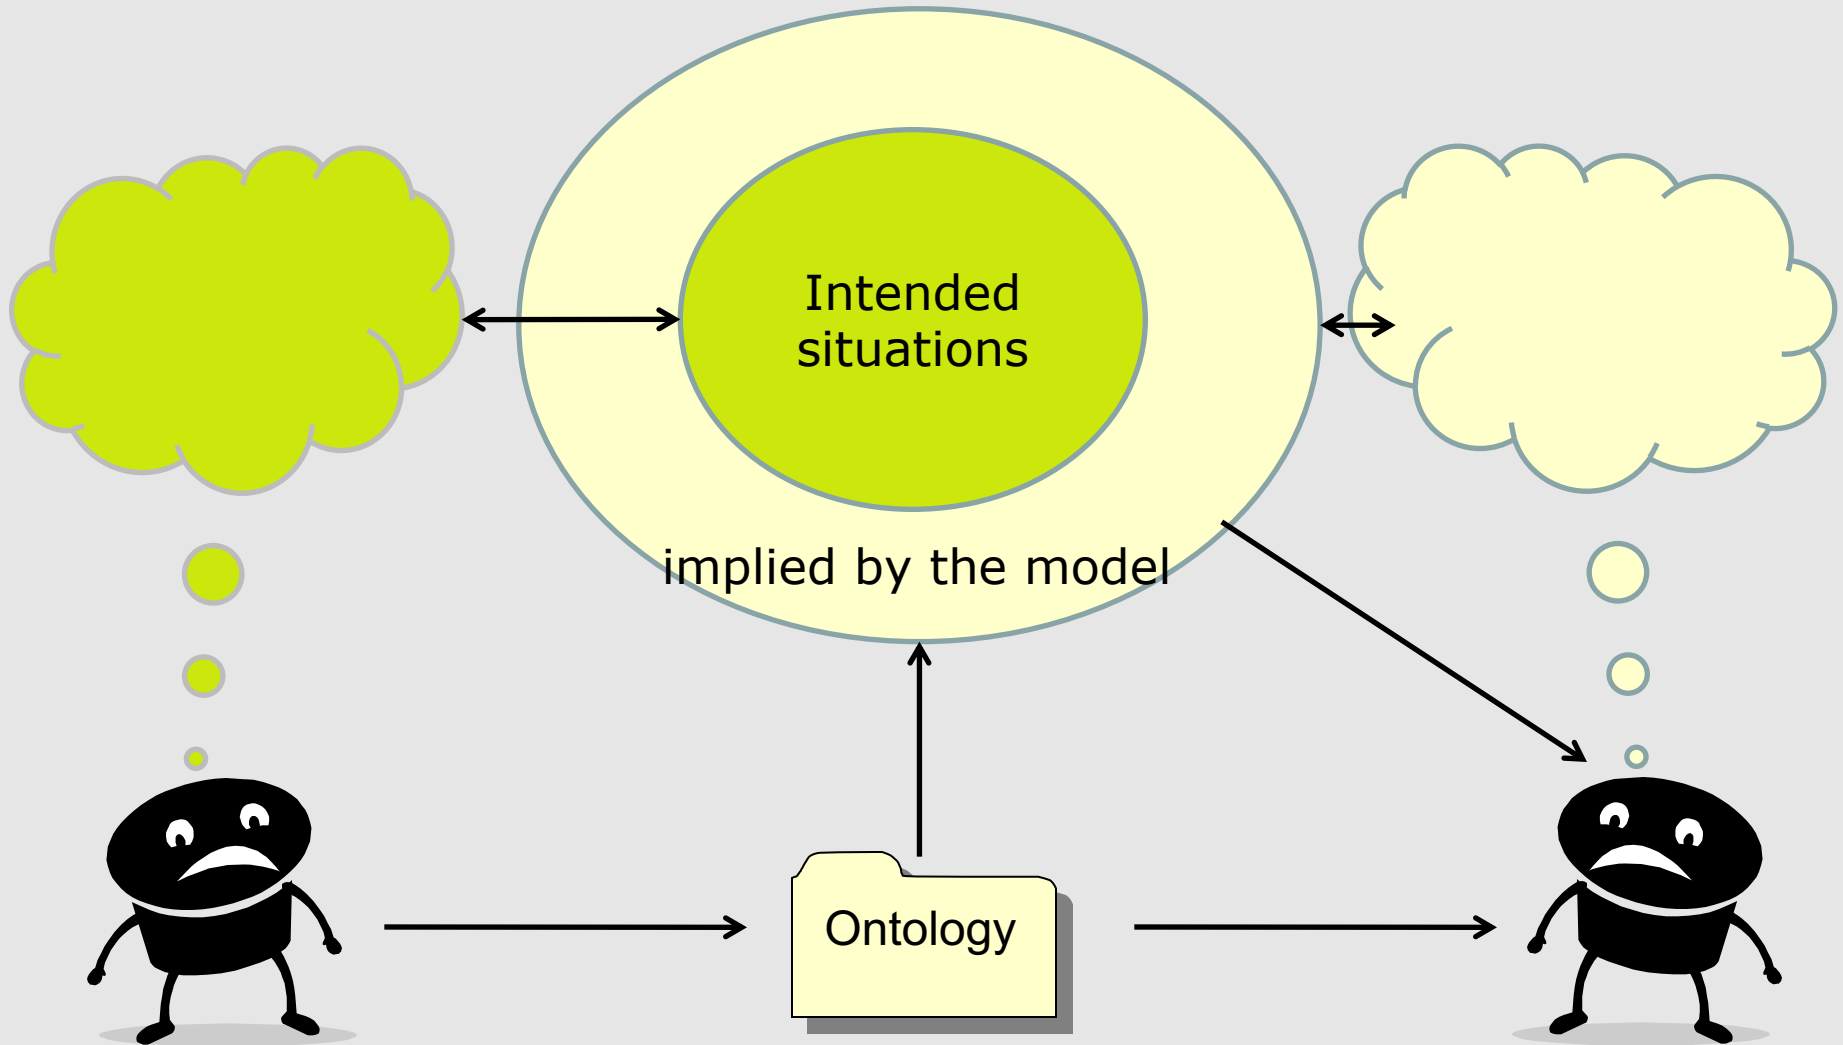 Intended
situations
implied by the model
Ontology